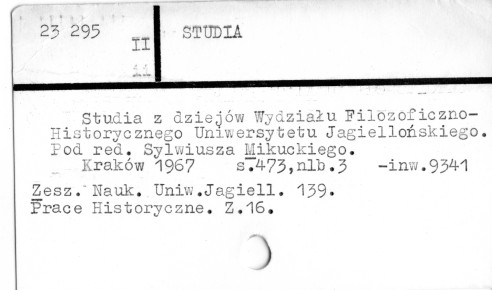 23 295
II
11
STUDIA
Studia z dziejów Wydziału Filozoficzno-
Historycznego Uniwersytetu Jagiellońskiego.
Pod red. Sylwiusza Mikuckiego.
Kraków 1967 s.473,nlb.3 -inw.9341
Zesz. Nauk. Uniw.Jagiell. 139.
Prace Historyczne. Z.16.